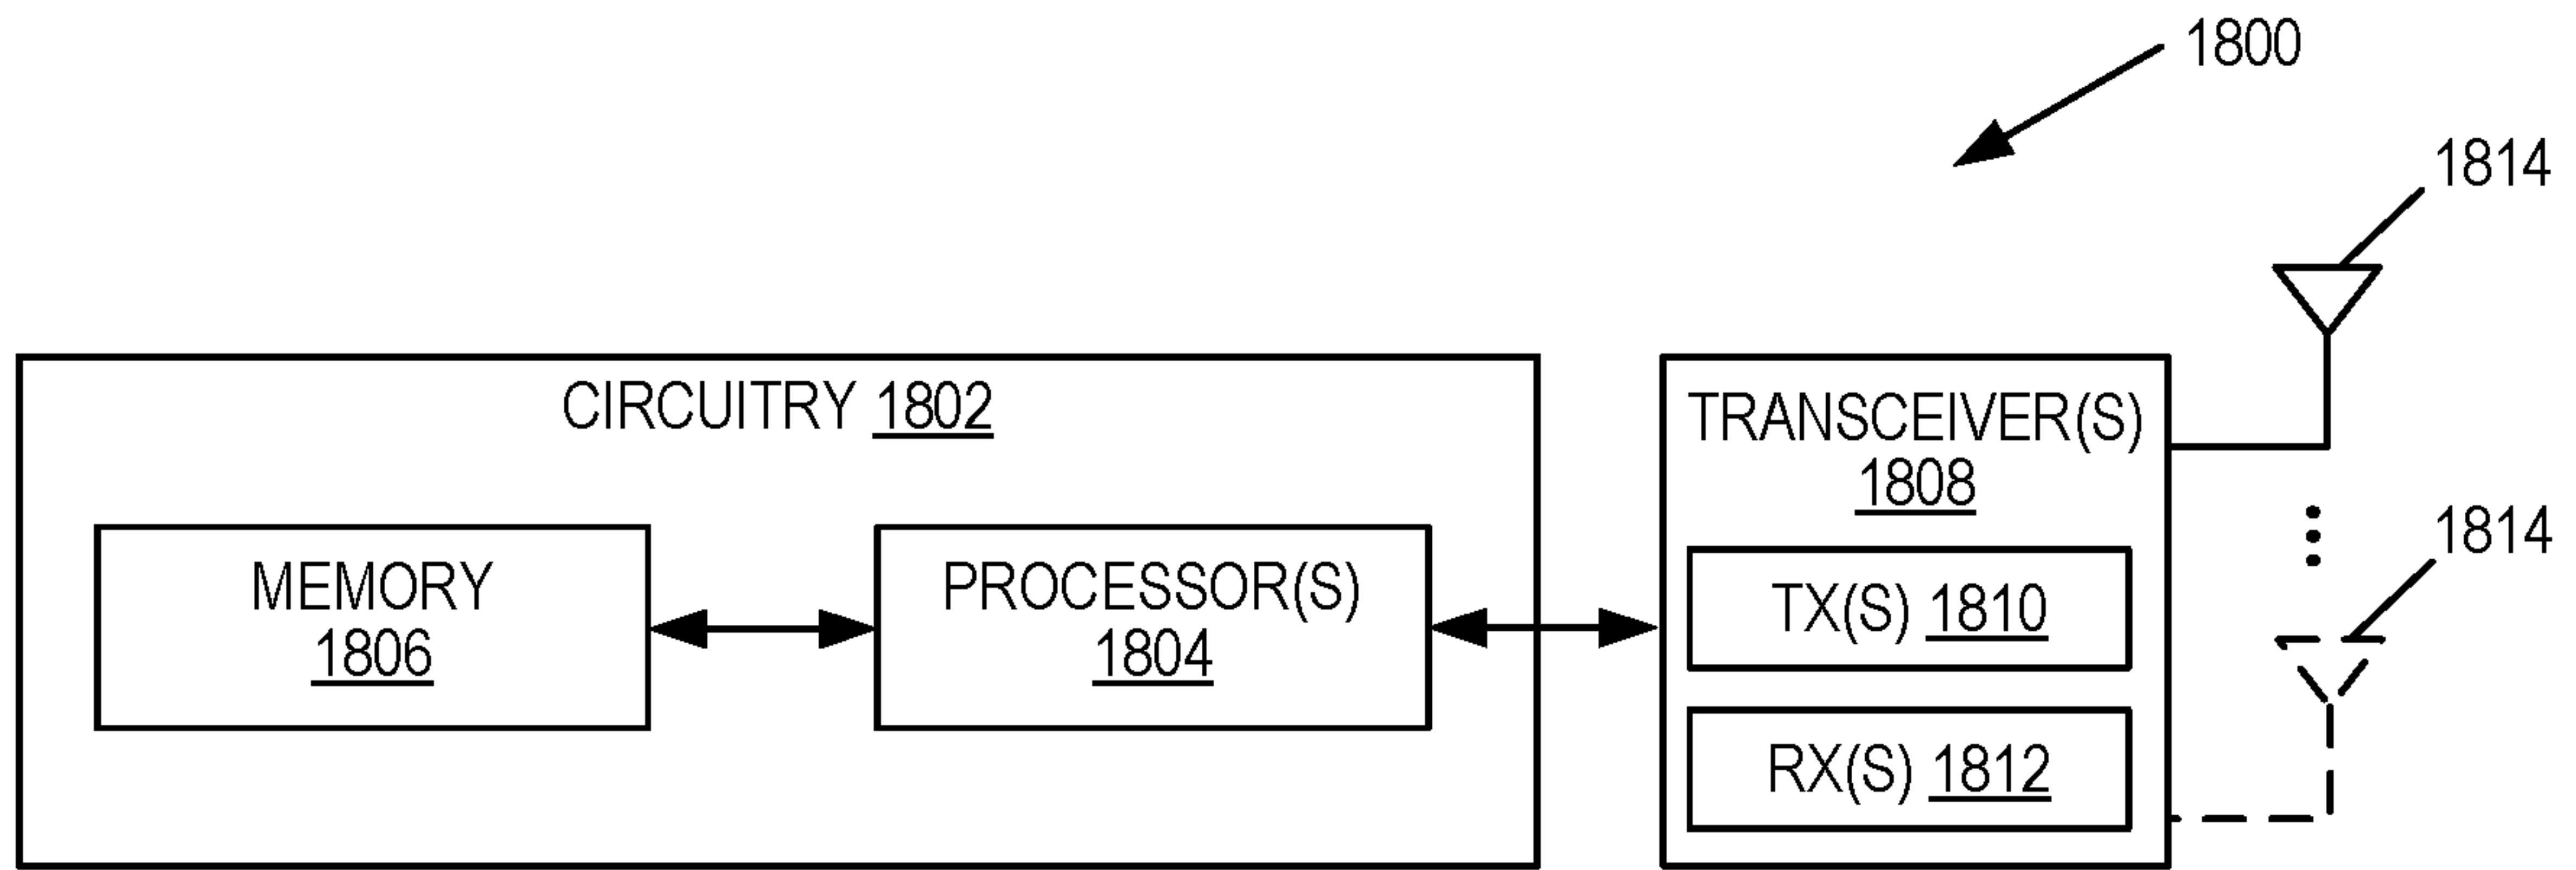 1800
1814
CIRCUITRY 1802
TRANSCEIVER(S)
1808
MEMORY
1806
PROCESSOR(S)
1804
TX(S) 1810
RX(S) 1812
1814